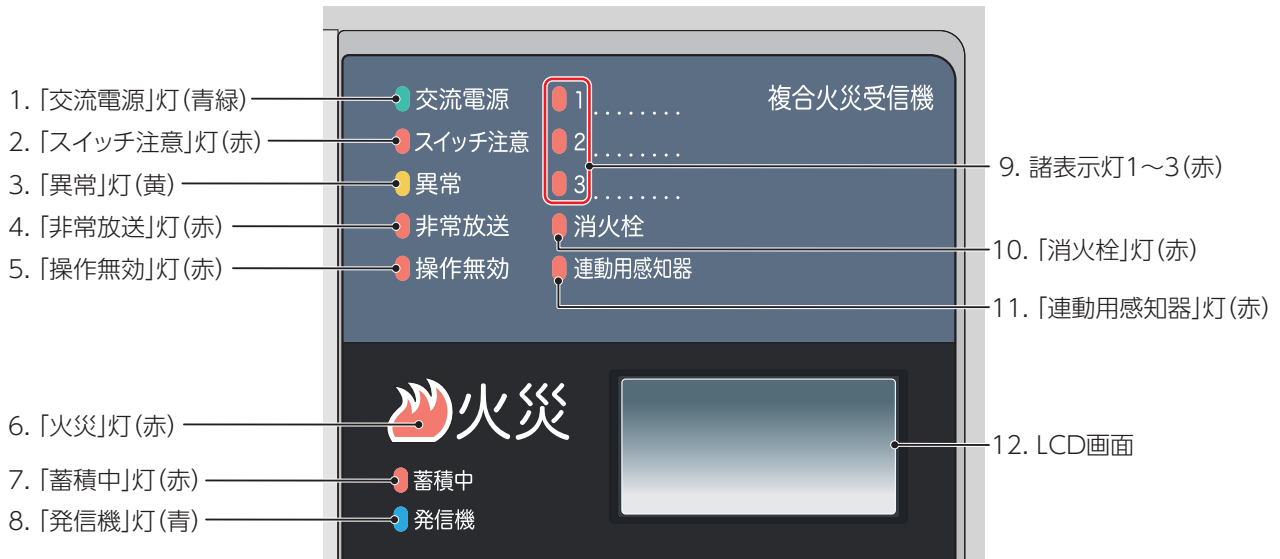 1. 「交流電源」灯(青緑)
2. 「スイッチ注意」灯(赤)
3. 「異常」灯(黄)
4. 「非常放送」灯(赤)
5. 「操作無効」灯(赤)
6. 「火災」灯(赤)
7. 「蓄積中」灯(赤)
8. 「発信機」灯(青)
交流電源
スイッチ注意
異常
非常放送
操作無効
1........
2........
3........
消火栓
連動用感知器
複合火災受信機
火災
蓄積中
発信機
9. 諸表示灯1〜3(赤)
10. 「消火栓」灯(赤)
11. 「連動用感知器」灯(赤)
12. LCD画面